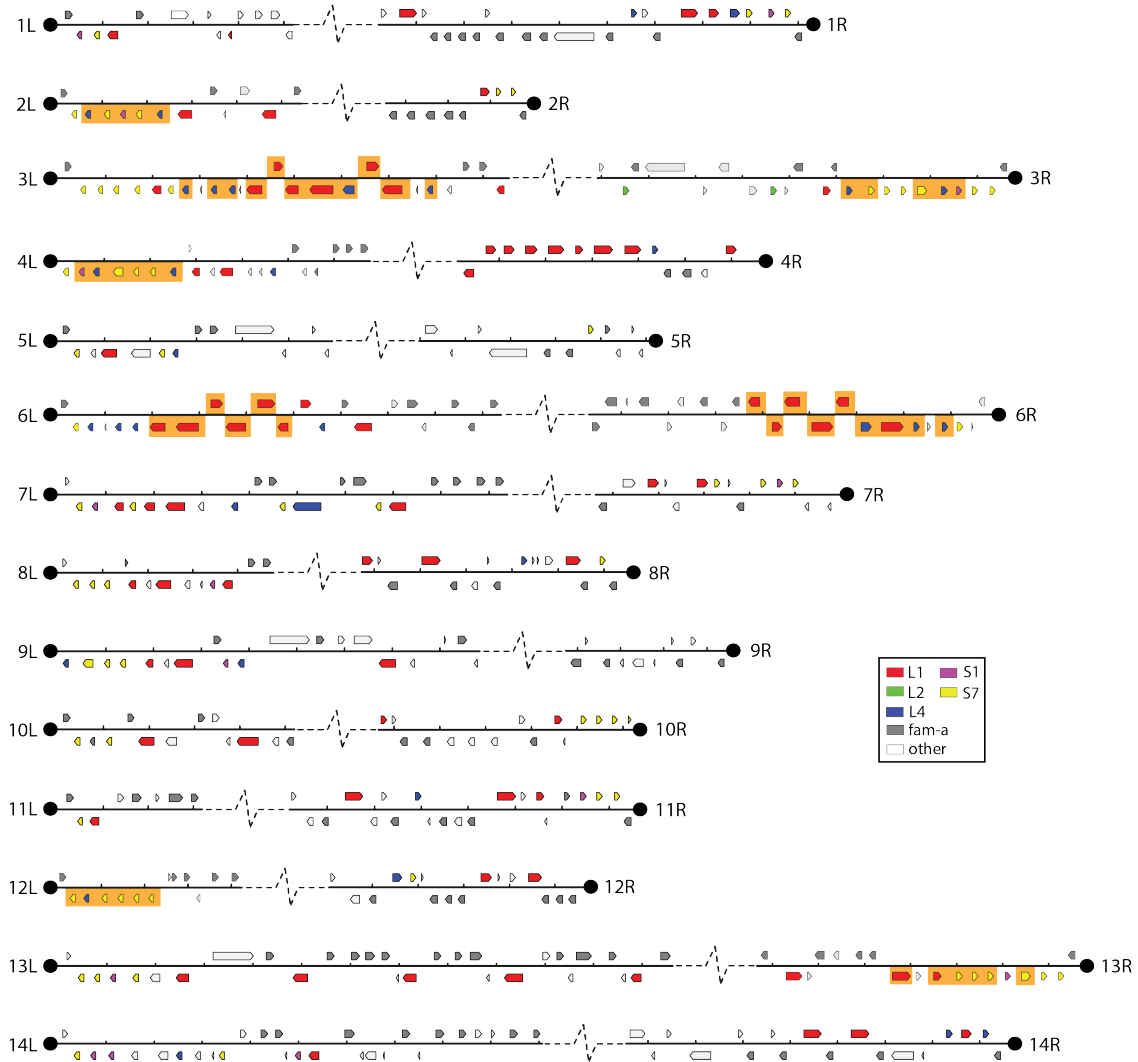 1L 1R
2L 2R
3L 3R
4L 4R
5L 5R
6L 6R
7L 7R
8L 8R
9L 9R
L1 S1
L2 S7
L4
fam-a
other
10L 10R
11L 11R
12L 12R
13L 13R
14L 14R